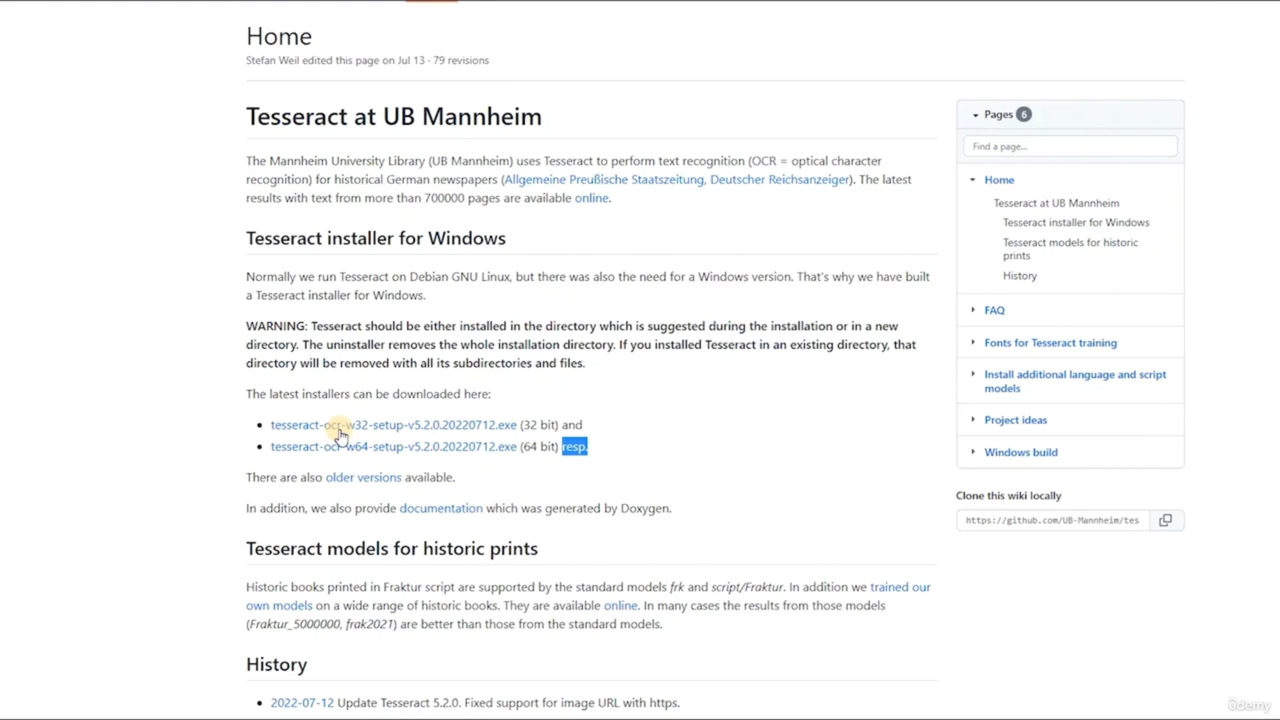 Home
Stefan Weil edited this page on Jul 13 · 79 revisions
Tesseract at UB Mannheim
The Mannheim University Library (UB Mannheim) uses Tesseract to perform text recognition (OCR = optical character
recognition) for historical German newspapers (Allgemeine Preußische Staatszeitung, Deutscher Reichsanzeiger). The latest
results with text from more than 700000 pages are available online.
Tesseract installer for Windows
Normally we run Tesseract on Debian GNU Linux, but there was also the need for a Windows version. That's why we have built
a Tesseract installer for Windows.
WARNING: Tesseract should be either installed in the directory which is suggested during the installation or in a new
directory. The uninstaller removes the whole installation directory. If you installed Tesseract in an existing directory, that
directory will be removed with all its subdirectories and files.
The latest installers can be downloaded here:
• tesseract-ocr-w32-setup-v5.2.0.20220712.exe (32 bit) and
• tesseract-ocr-w64-setup-v5.2.0.20220712.exe (64 bit) resp.
There are also older versions available.
In addition, we also provide documentation which was generated by Doxygen.
Tesseract models for historic prints
Historic books printed in Fraktur script are supported by the standard models frk and script/Fraktur. In addition we trained our
own models on a wide range of historic books. They are available online. In many cases the results from those models
(Fraktur_5000000, frak2021) are better than those from the standard models.
History
• 2022-07-12 Update Tesseract 5.2.0. Fixed support for image URL with https.
Pages 6
Find a page...
Home
Tesseract at UB Mannheim
Tesseract installer for Windows
Tesseract models for historic
prints
History
FAQ
Fonts for Tesseract training
Install additional language and script
models
Project ideas
Windows build
Clone this wiki locally
https://github.com/UB-Mannheim/tes
ûdemy